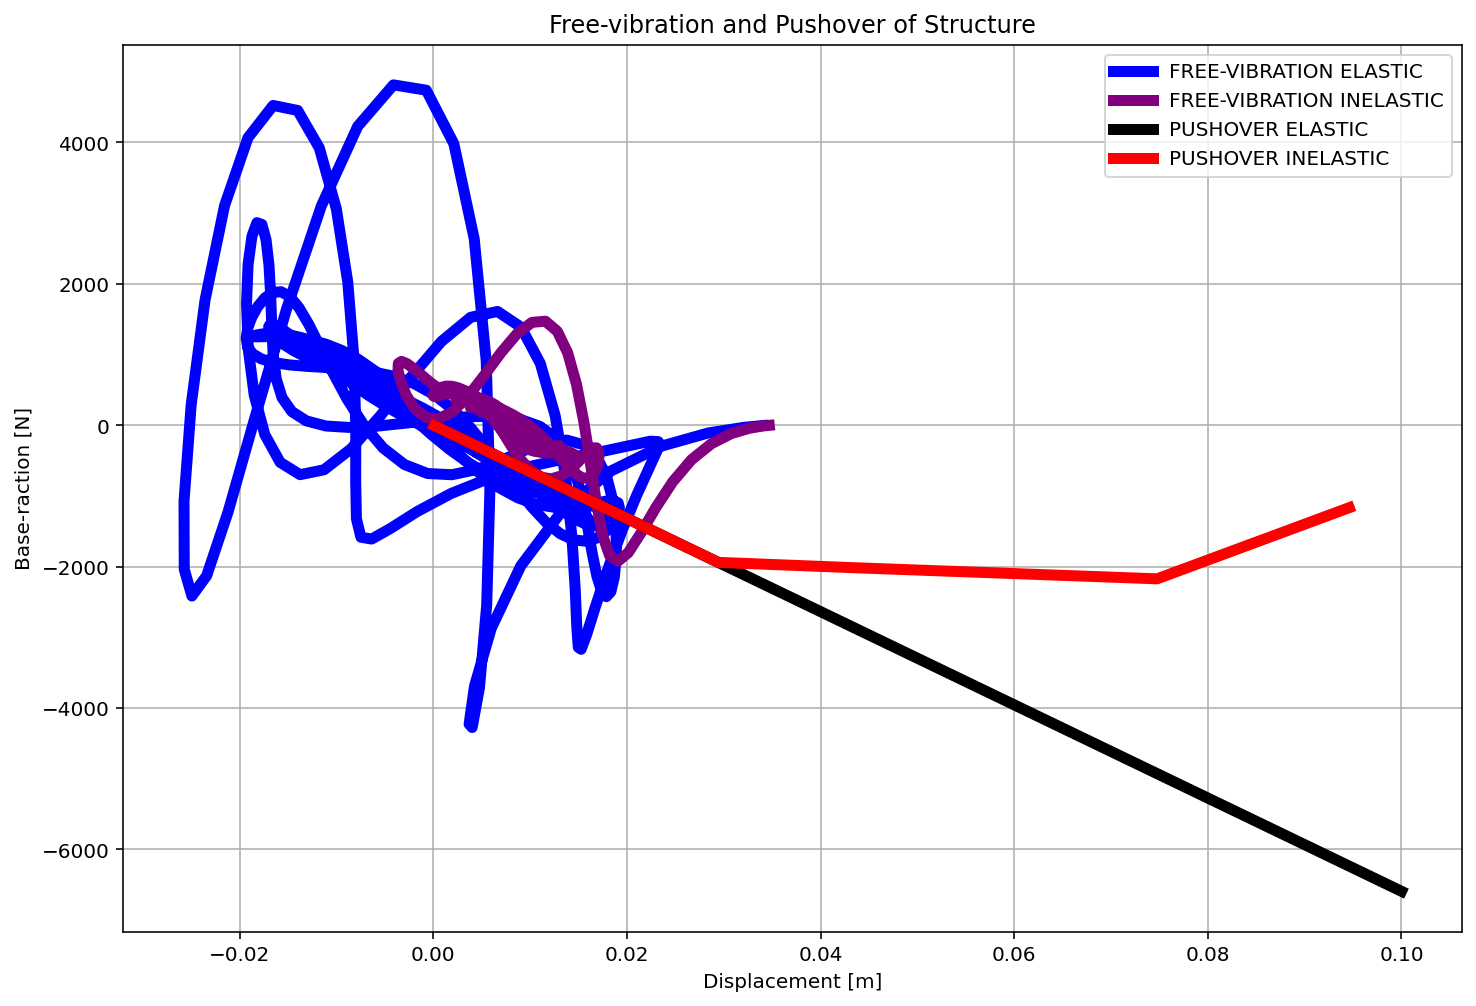 Free-vibration and Pushover of Structure
FREE-VIBRATION ELASTIC
FREE-VIBRATION INELASTIC
PUSHOVER ELASTIC
PUSHOVER INELASTIC
Base-raction [N]
4000
2000
0
−2000
−4000
−6000
−0.02
0.00
0.02
0.04
0.06
0.08
0.10
Displacement [m]